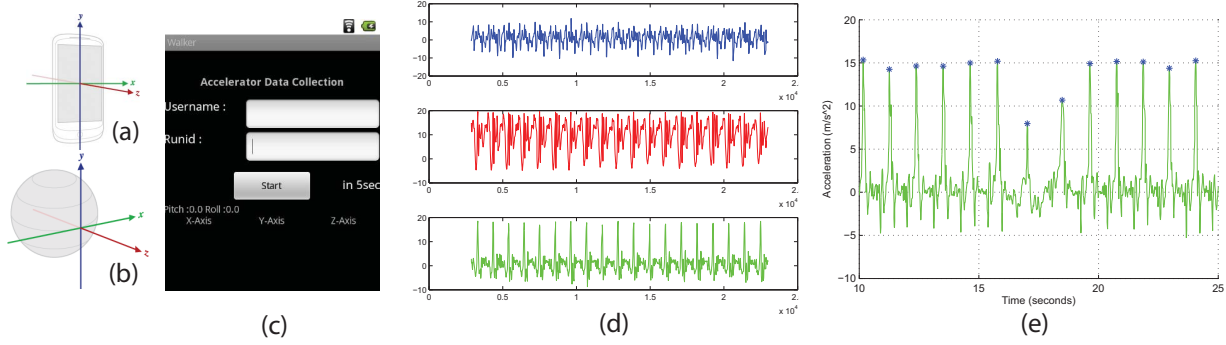 y
x
z
(a)
y
x
z
(b)
Walker
Accelerator Data Collection
Username :
Runid :
Start
in 5sec
Pitch :0.0 Roll :0.0
X-Axis Y-Axis Z-Axis
(c)
20
10
0
−10
−20
0 0.5 1 1.5 2 2.
x 10^4
20
10
0
−10
0 0.5 1 1.5 2 2.
x 10^4
20
10
0
−10
0 0.5 1 1.5 2 2.
x 10^4
(d)
20
15
10
5
0
−5
−10
10 15 20 25
Acceleration (m/s^2)
Time (seconds)
(e)